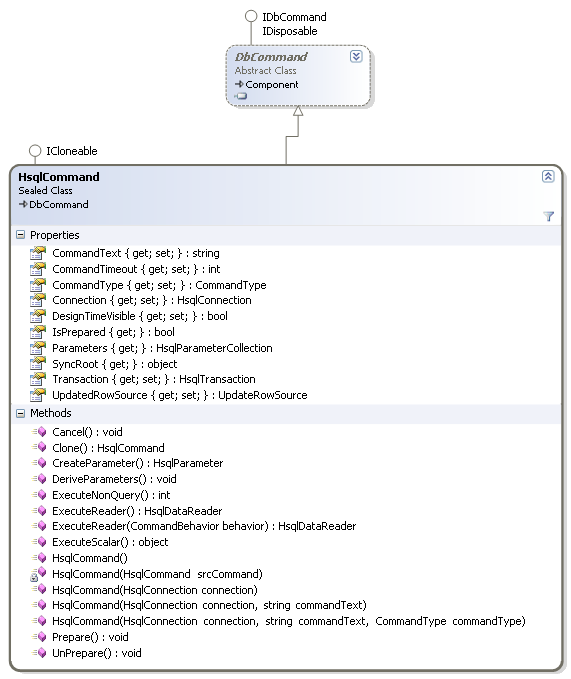 IDbCommand
IDisposable
DbCommand
Abstract Class
Component
ICloneable
HsqlCommand
Sealed Class
DbCommand
Properties
CommandText { get; set; } : string
CommandTimeout { get; set; } : int
CommandType { get; set; } : CommandType
Connection { get; set; } : HsqlConnection
DesignTimeVisible { get; set; } : bool
IsPrepared { get; } : bool
Parameters { get; } : HsqlParameterCollection
SyncRoot { get; } : object
Transaction { get; set; } : HsqlTransaction
UpdatedRowSource { get; set; } : UpdateRowSource
Methods
Cancel() : void
Clone() : HsqlCommand
CreateParameter() : HsqlParameter
DeriveParameters() : void
ExecuteNonQuery() : int
ExecuteReader() : HsqlDataReader
ExecuteReader(CommandBehavior behavior) : HsqlDataReader
ExecuteScalar() : object
HsqlCommand()
HsqlCommand(HsqlCommand srcCommand)
HsqlCommand(HsqlConnection connection)
HsqlCommand(HsqlConnection connection, string commandText)
HsqlCommand(HsqlConnection connection, string commandText, CommandType commandType)
Prepare() : void
UnPrepare() : void